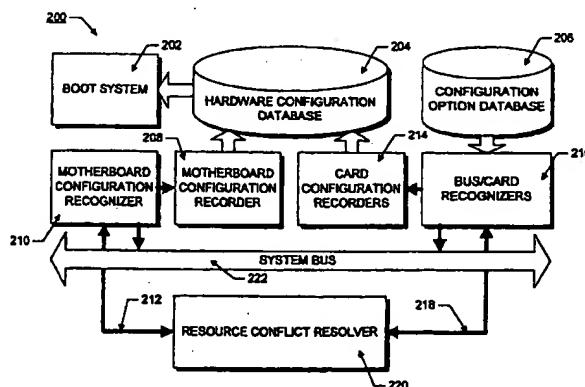 200
202
204
206
BOOT SYSTEM
HARDWARE CONFIGURATION
DATABASE
CONFIGURATION
OPTION DATABASE
208
214
MOTHERBOARD
CONFIGURATION
RECOGNIZER
MOTHERBOARD
CONFIGURATION
RECORDER
CARD
CONFIGURATION
RECORDERS
BUS/CARD
RECOGNIZERS
210
SYSTEM BUS
222
212
218
RESOURCE CONFLICT RESOLVER
220